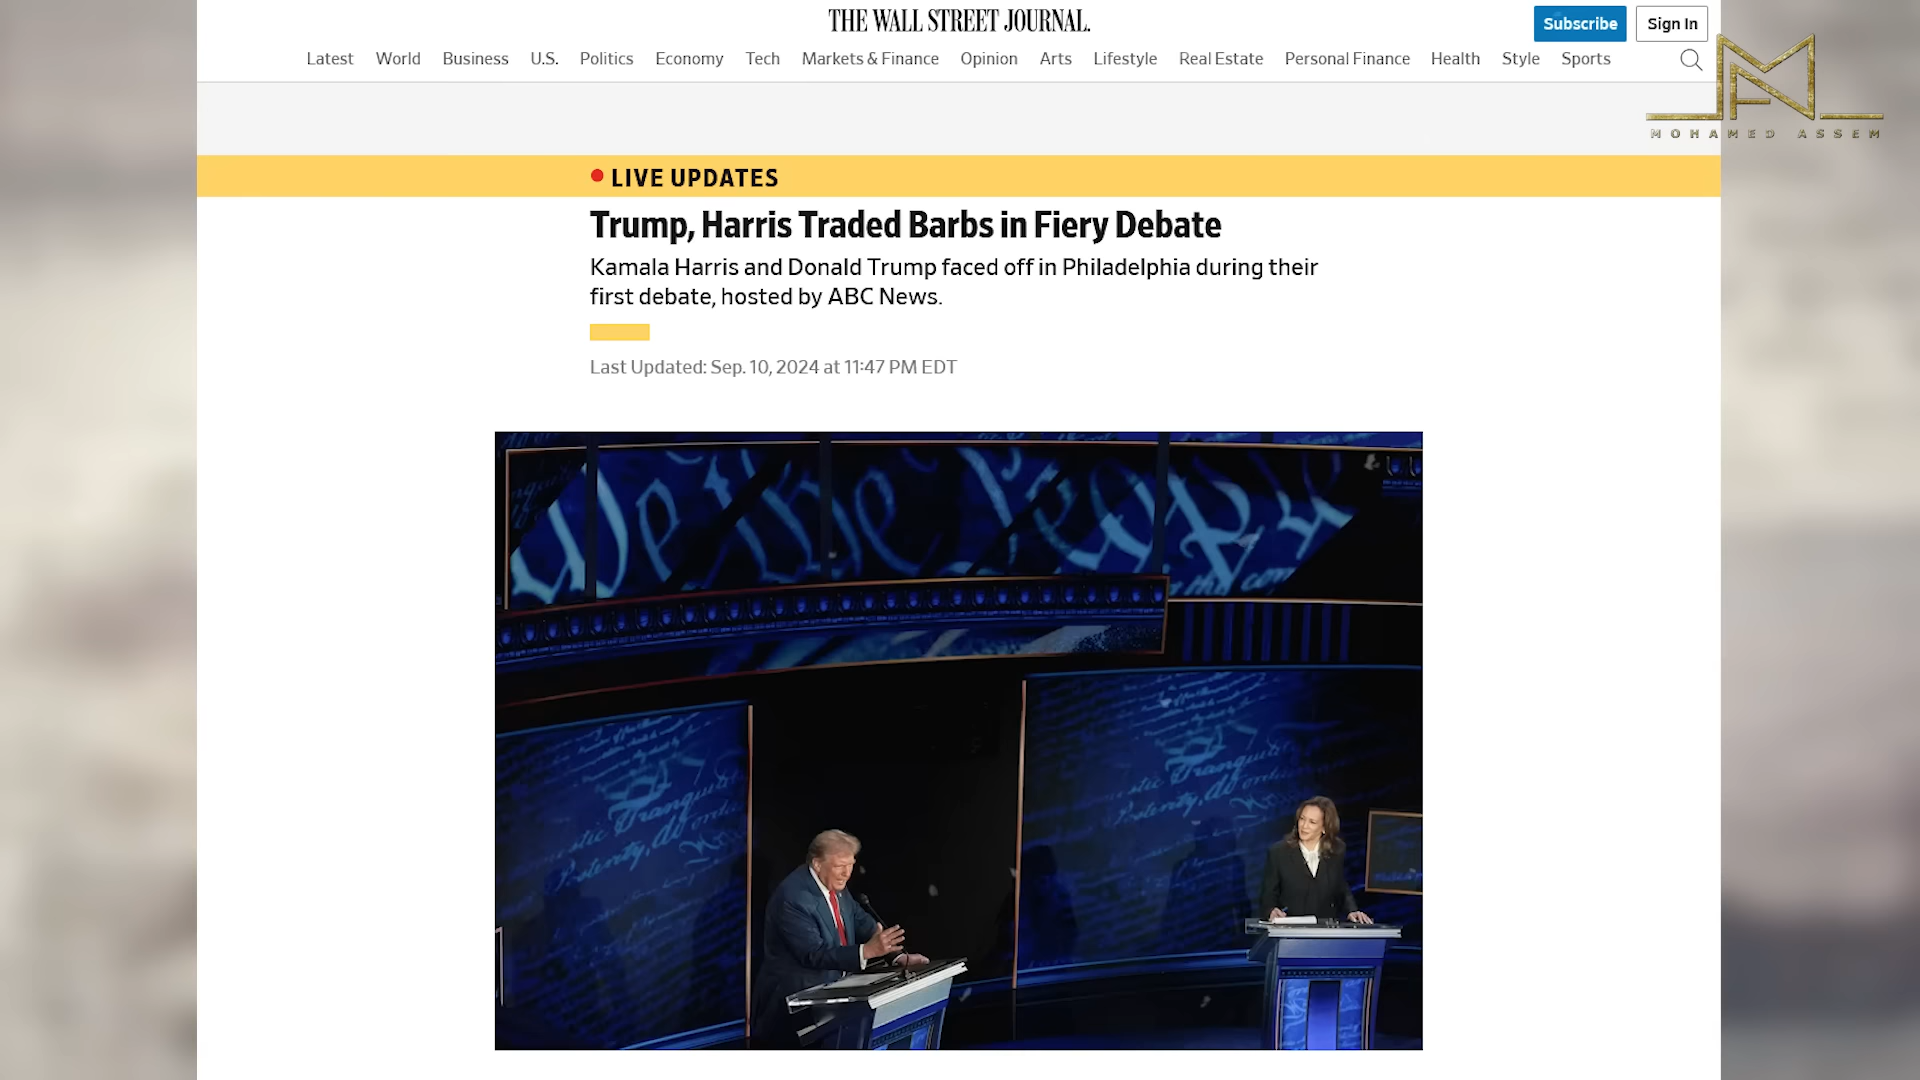 THE WALL STREET JOURNAL.
Subscribe
Sign In
Latest World Business U.S. Politics Economy Tech Markets & Finance Opinion Arts Lifestyle Real Estate Personal Finance Health Style Sports
MOHAMED ASSEM
LIVE UPDATES
Trump, Harris Traded Barbs in Fiery Debate
Kamala Harris and Donald Trump faced off in Philadelphia during their
first debate, hosted by ABC News.
Last Updated: Sep. 10, 2024 at 11:47 PM EDT
We the People